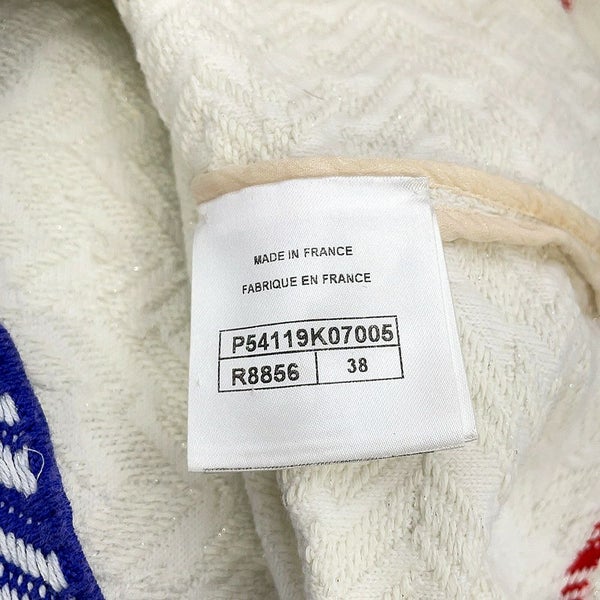 MADE IN FRANCE
FABRIQUE EN FRANCE
P54119K07005
R8856 38